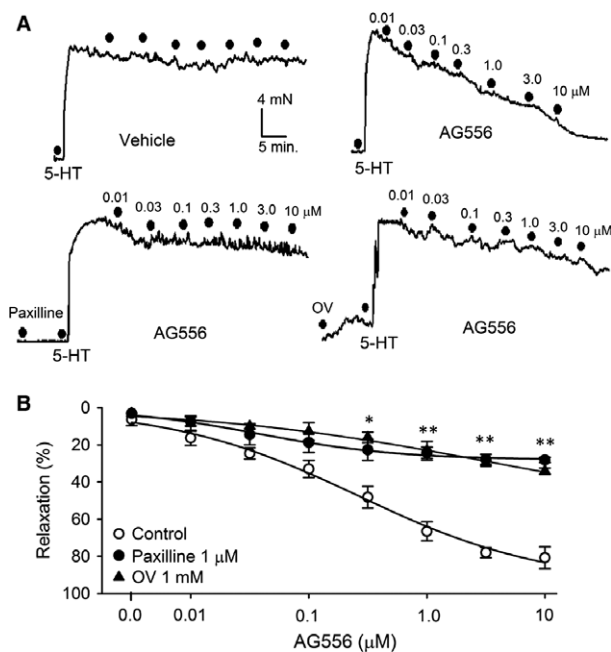 A
4 mN
5 min.
Vehicle
5-HT
0.01 0.03 0.1 0.3 1.0 3.0 10 μM
AG556
5-HT
0.01 0.03 0.1 0.3 1.0 3.0 10 μM
Paxilline
AG556
5-HT
0.01 0.03 0.1 0.3 1.0 3.0 10 μM
OV
AG556
5-HT
B
Relaxation (%)
0
20
40
60
80
100
* ** ** **
Control
Paxilline 1 μM
OV 1 mM
0.0 0.01 0.1 1.0 10
AG556 (μM)